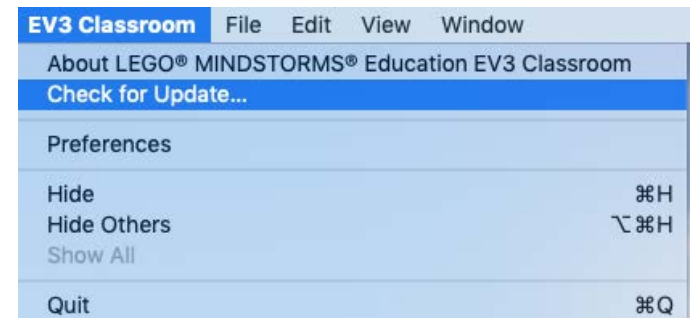 EV3 Classroom File Edit View Window
About LEGO® MINDSTORMS® Education EV3 Classroom
Check for Update...
Preferences
Hide ⌘H
Hide Others ⌥⌘H
Show All
Quit ⌘Q